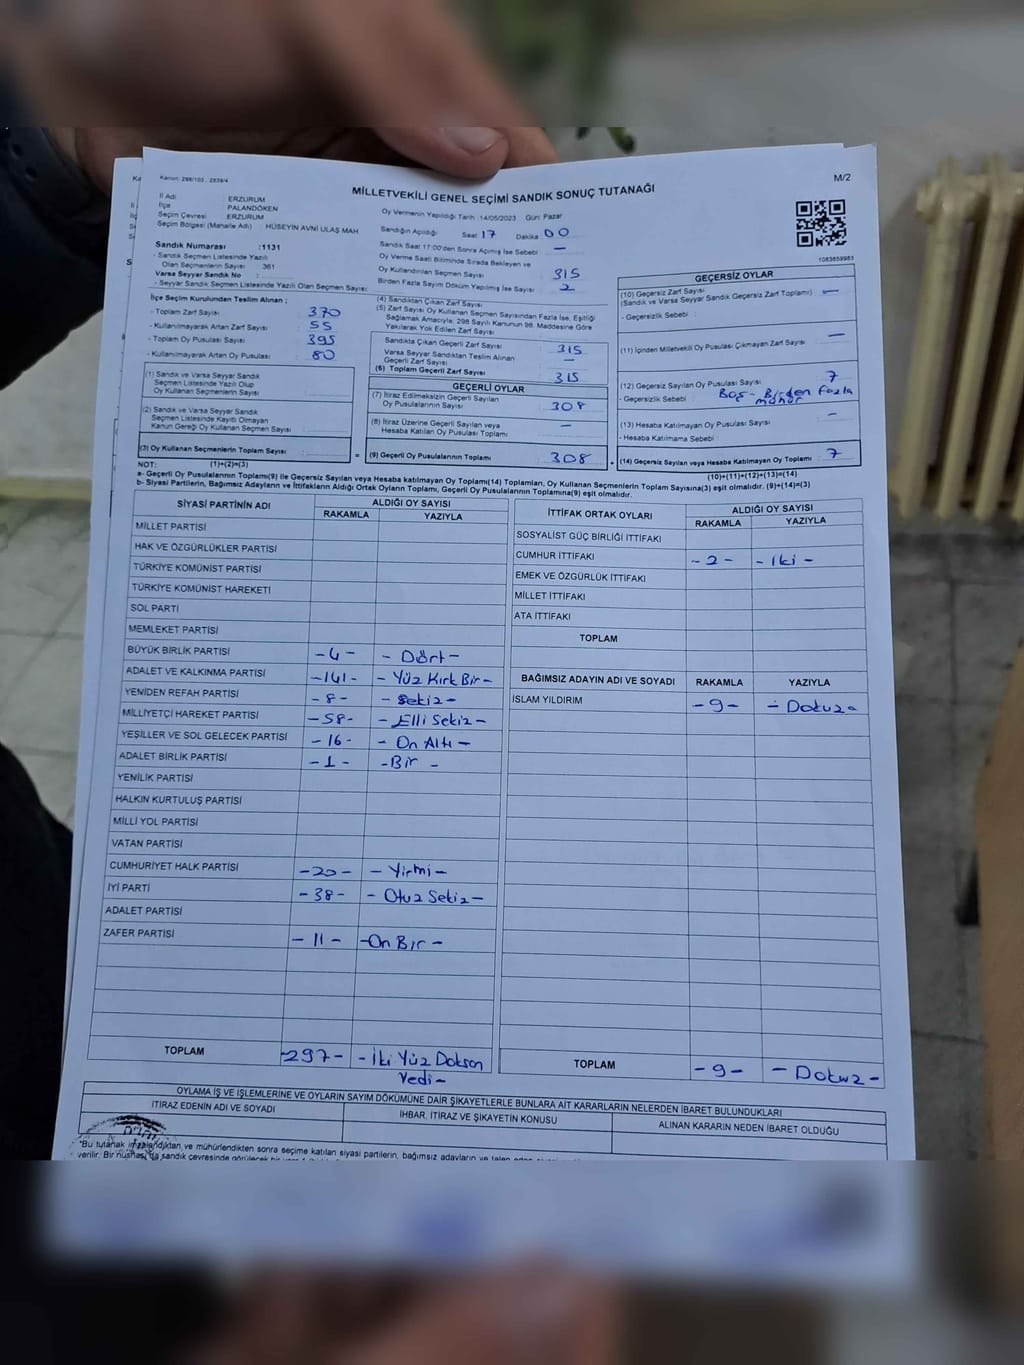 Kanun: 298/103 , 2839/4
MİLLETVEKİLİ GENEL SEÇİMİ SANDIK SONUÇ TUTANAĞI
M/2
İl Adı ERZURUM
İlçe PALANDÖKEN
Seçim Çevresi ERZURUM
Seçim Bölgesi (Mahalle Adı) : HÜSEYİN AVNİ ULAŞ MAH
Sandık Numarası :1131
- Sandık Seçmen Listesinde Yazılı
Olan Seçmenlerin Sayısı 361
Varsa Seyyar Sandık No :
- Seyyar Sandık Seçmen Listesinde Yazılı Olan Seçmen Sayısı
Oy Vermenin Yapıldığı Tarih :14/05/2023 Gün: Pazar
Sandığın Açıldığı Saat 17 Dakika 00
Sandık Saat 17:00'den Sonra Açılmış İse Sebebi : —
Oy Verme Saati Bitiminde Sırada Bekleyen ve
Oy Kullandırılan Seçmen Sayısı 315
Birden Fazla Sayım Döküm Yapılmış İse Sayısı 2
1083659983
İlçe Seçim Kurulundan Teslim Alınan ;
- Toplam Zarf Sayısı : 370
- Kullanılmayarak Artan Zarf Sayısı : 55
- Toplam Oy Pusulası Sayısı : 395
- Kullanılmayarak Artan Oy Pusulası : 80
(1) Sandık ve Varsa Seyyar Sandık
Seçmen Listesinde Yazılı Olup
Oy Kullanan Seçmenlerin Sayısı
(2) Sandık ve Varsa Seyyar Sandık
Seçmen Listesinde Kayıtlı Olmayan
Kanun Gereği Oy Kullanan Seçmen Sayısı
(3) Oy Kullanan Seçmenlerin Toplam Sayısı
(1)+(2)=(3)
(4) Sandıktan Çıkan Zarf Sayısı
(5) Zarf Sayısı Oy Kullanan Seçmen Sayısından Fazla İse, Eşitliği
Sağlamak Amacıyla; 298 Sayılı Kanunun 98. Maddesine Göre
Yakılarak Yok Edilen Zarf Sayısı
Sandıkta Çıkan Geçerli Zarf Sayısı 315
Varsa Seyyar Sandıktan Teslim Alınan
Geçerli Zarf Sayısı —
(6) Toplam Geçerli Zarf Sayısı 315
GEÇERLİ OYLAR
(7) İtiraz Edilmeksizin Geçerli Sayılan
Oy Pusulalarının Sayısı 308
(8) İtiraz Üzerine Geçerli Sayılan veya
Hesaba Katılan Oy Pusulası Toplamı —
= (9) Geçerli Oy Pusulalarının Toplamı 308
GEÇERSİZ OYLAR
(10) Geçersiz Zarf Sayısı
(Sandık ve Varsa Seyyar Sandık Geçersiz Zarf Toplamı) —
- Geçersizlik Sebebi :
(11) İçinden Milletvekili Oy Pusulası Çıkmayan Zarf Sayısı —
(12) Geçersiz Sayılan Oy Pusulası Sayısı 7
- Geçersizlik Sebebi : Boş - Birden fazla
mühür
(13) Hesaba Katılmayan Oy Pusulası Sayısı —
- Hesaba Katılmama Sebebi :
+ (14) Geçersiz Sayılan veya Hesaba Katılmayan Oy Toplamı : 7
(10)+(11)+(12)+(13)=(14)
NOT:
a- Geçerli Oy Pusulalarının Toplamı(9) ile Geçersiz Sayılan veya Hesaba katılmayan Oy Toplamı(14) Toplamları, Oy Kullanan Seçmenlerin Toplam Sayısına(3) eşit olmalıdır.
b- Siyasi Partilerin, Bağımsız Adayların ve İttifakların Aldığı Ortak Oyların Toplamı, Geçerli Oy Pusulalarının Toplamına(9) eşit olmalıdır. (9)+(14)=(3)
SİYASİ PARTİNİN ADI ALDIĞI OY SAYISI
RAKAMLA YAZIYLA
MİLLET PARTİSİ
HAK VE ÖZGÜRLÜKLER PARTİSİ
TÜRKİYE KOMÜNİST PARTİSİ
TÜRKİYE KOMÜNİST HAREKETİ
SOL PARTİ
MEMLEKET PARTİSİ
BÜYÜK BİRLİK PARTİSİ -4- - Dört -
ADALET VE KALKINMA PARTİSİ -141- - Yüz Kırk Bir -
YENİDEN REFAH PARTİSİ -8- - Sekiz -
MİLLİYETÇİ HAREKET PARTİSİ -58- - Elli Sekiz -
YEŞİLLER VE SOL GELECEK PARTİSİ -16- - On Altı -
ADALET BİRLİK PARTİSİ -1- -Bir -
YENİLİK PARTİSİ
HALKIN KURTULUŞ PARTİSİ
MİLLİ YOL PARTİSİ
VATAN PARTİSİ
CUMHURİYET HALK PARTİSİ -20- - Yirmi -
İYİ PARTİ -38- - Otuz Sekiz -
ADALET PARTİSİ
ZAFER PARTİSİ - 11 - -On Bir -
TOPLAM -297- - İki Yüz Doksan
Yedi -
İTTİFAK ORTAK OYLARI ALDIĞI OY SAYISI
RAKAMLA YAZIYLA
SOSYALİST GÜÇ BİRLİĞİ İTTİFAKI
CUMHUR İTTİFAKI -2- - İki -
EMEK VE ÖZGÜRLÜK İTTİFAKI
MİLLET İTTİFAKI
ATA İTTİFAKI
TOPLAM
BAĞIMSIZ ADAYIN ADI VE SOYADI RAKAMLA YAZIYLA
İSLAM YILDIRIM -9- - Dokuz -
TOPLAM -9- - Dokuz -
OYLAMA İŞ VE İŞLEMLERİNE VE OYLARIN SAYIM DÖKÜMÜNE DAİR ŞİKAYETLERLE BUNLARA AİT KARARLARIN NELERDEN İBARET BULUNDUKLARI
İTİRAZ EDENİN ADI VE SOYADI İHBAR, İTİRAZ VE ŞİKAYETİN KONUSU ALINAN KARARIN NEDEN İBARET OLDUĞU
*Bu tutanak imzalandıktan ve mühürlendikten sonra seçime katılan siyasi partilerin, bağımsız adayların ve talep eden
verilir. Bir nüshası da sandık çevresinde